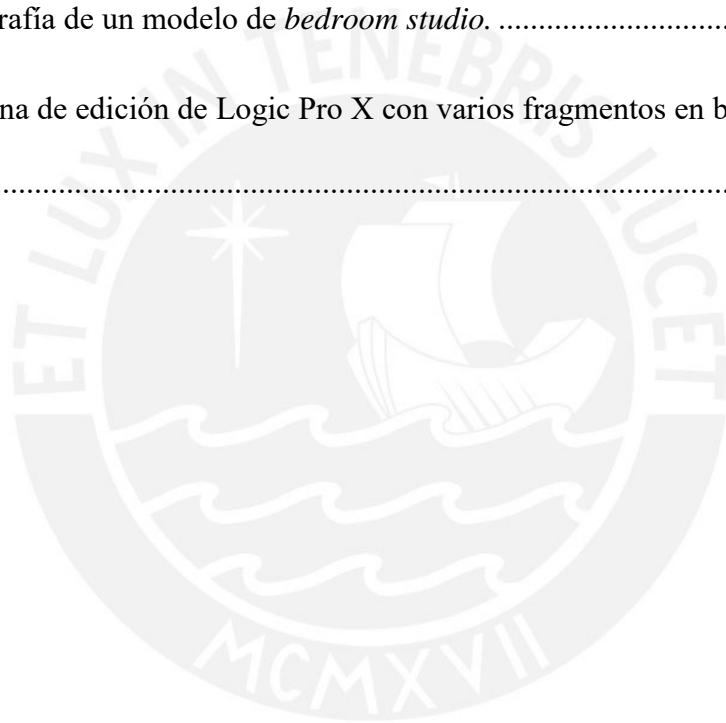 rafía de un modelo de bedroom studio. ........................
na de edición de Logic Pro X con varios fragmentos en b
................................................................................
ET LUX IN TENEBRIS LUCET
MCMXVII